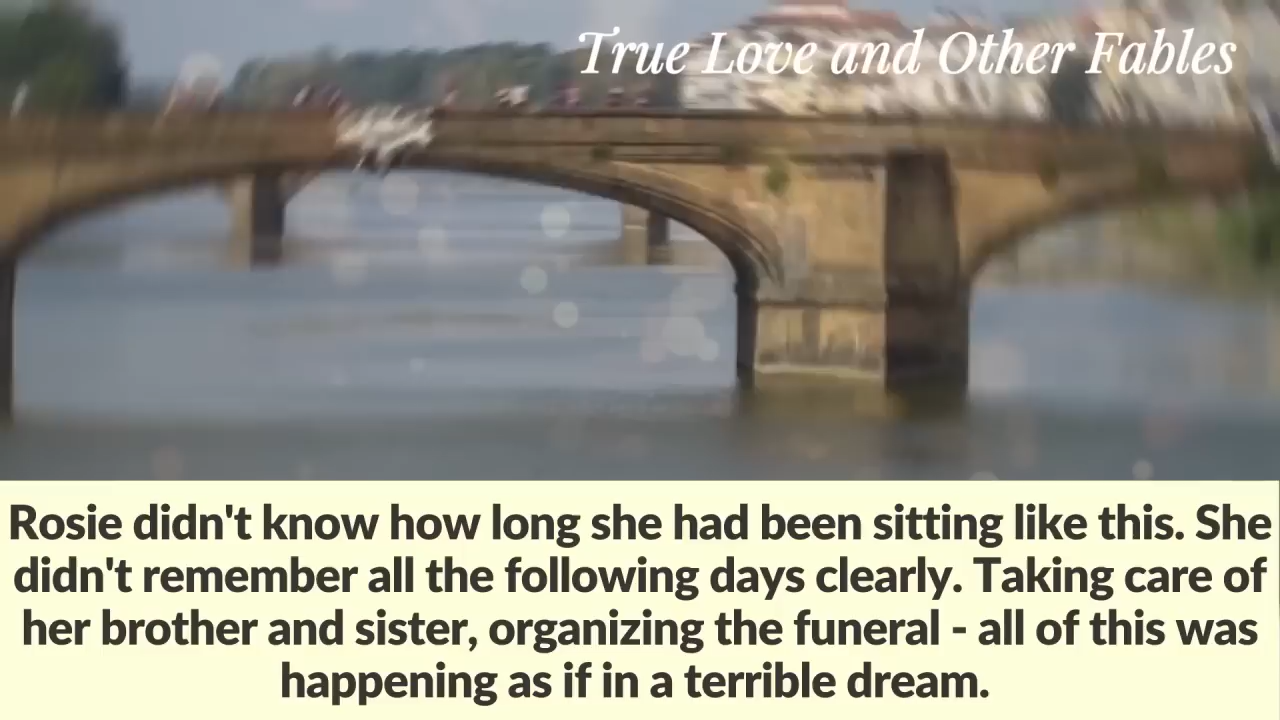 True Love and Other Fables
Rosie didn't know how long she had been sitting like this. She
didn't remember all the following days clearly. Taking care of
her brother and sister, organizing the funeral - all of this was
happening as if in a terrible dream.